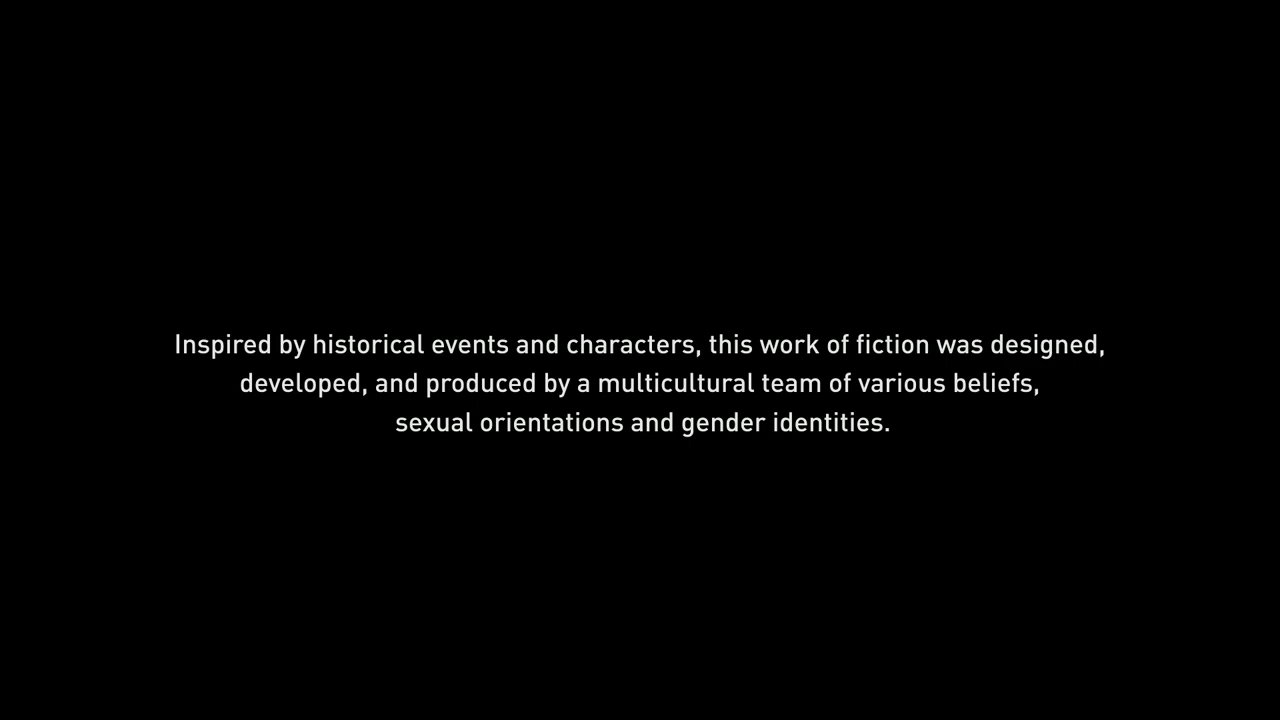 Inspired by historical events and characters, this work of fiction was designed,
developed, and produced by a multicultural team of various beliefs,
sexual orientations and gender identities.